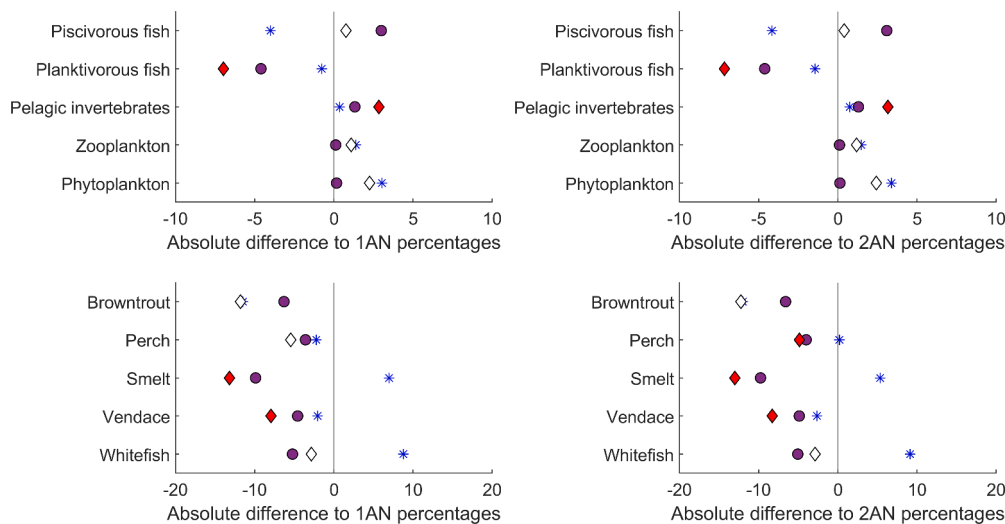 Piscivorous fish
Planktivorous fish
Pelagic invertebrates
Zooplankton
Phytoplankton
-10 -5 0 5 10
Absolute difference to 1AN percentages
Piscivorous fish
Planktivorous fish
Pelagic invertebrates
Zooplankton
Phytoplankton
-10 -5 0 5 10
Absolute difference to 2AN percentages
Browntrout
Perch
Smelt
Vendace
Whitefish
-20 -10 0 10 20
Absolute difference to 1AN percentages
Browntrout
Perch
Smelt
Vendace
Whitefish
-20 -10 0 10 20
Absolute difference to 2AN percentages